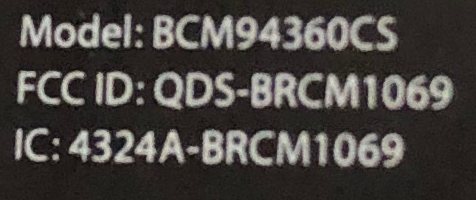 Model: BCM94360CS
FCC ID: QDS-BRCM1069
IC: 4324A-BRCM1069